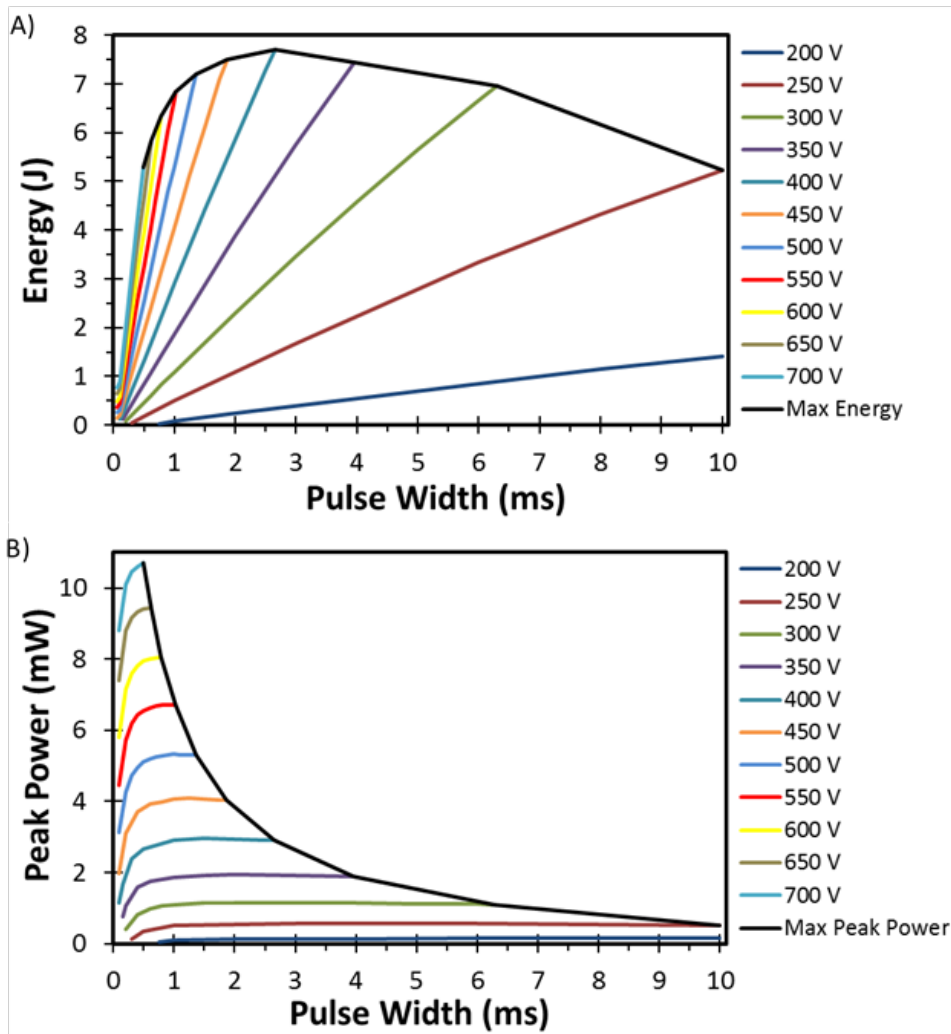 A)
Energy (J)
8
7
6
5
4
3
2
1
0
0 1 2 3 4 5 6 7 8 9 10
Pulse Width (ms)
200 V
250 V
300 V
350 V
400 V
450 V
500 V
550 V
600 V
650 V
700 V
Max Energy
B)
Peak Power (mW)
10
8
6
4
2
0
0 1 2 3 4 5 6 7 8 9 10
Pulse Width (ms)
200 V
250 V
300 V
350 V
400 V
450 V
500 V
550 V
600 V
650 V
700 V
Max Peak Power